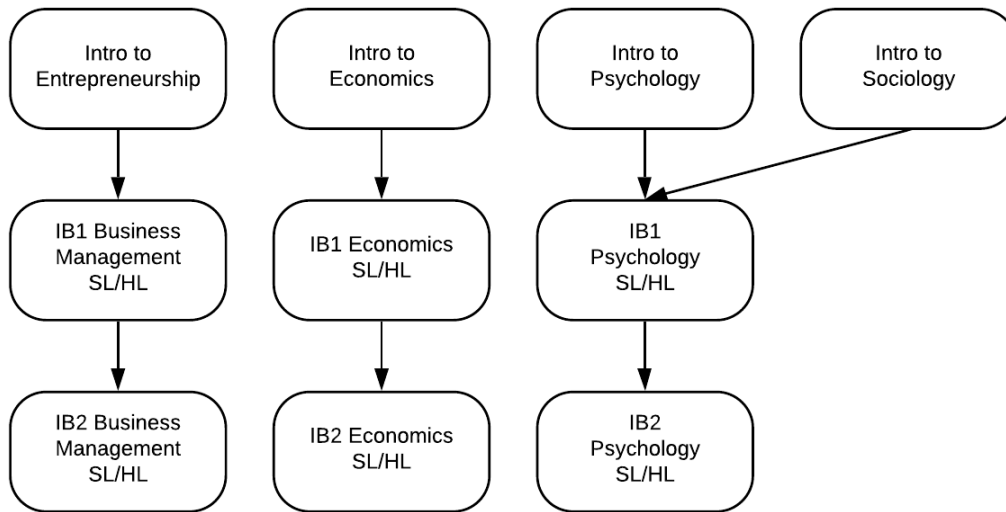 Intro to
Entrepreneurship
Intro to
Economics
Intro to
Psychology
Intro to
Sociology
IB1 Business
Management
SL/HL
IB1 Economics
SL/HL
IB1
Psychology
SL/HL
IB2 Business
Management
SL/HL
IB2 Economics
SL/HL
IB2
Psychology
SL/HL